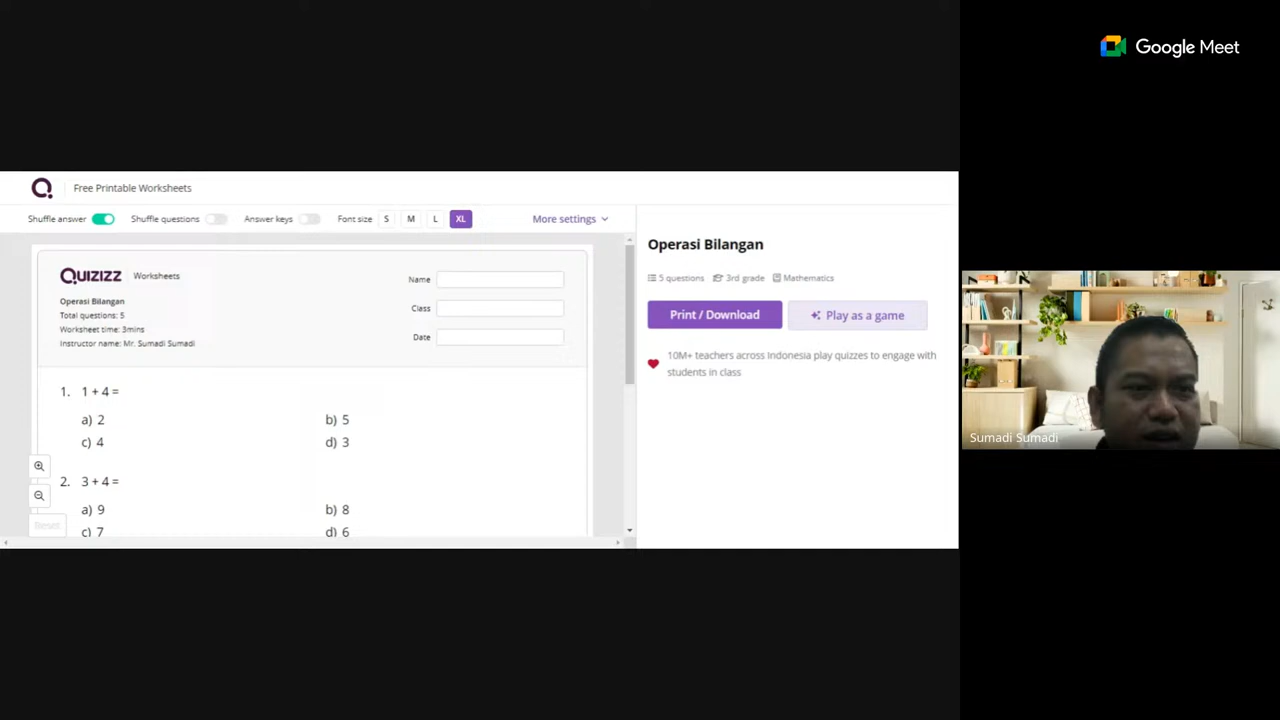 Google Meet
Free Printable Worksheets
Shuffle answer Shuffle questions Answer keys Font size S M L XL More settings
QUIZIZZ Worksheets
Operasi Bilangan
Total questions: 5
Worksheet time: 3mins
Instructor name: Mr. Sumadi Sumadi
Name
Class
Date
1. 1 + 4 =
a) 2 b) 5
c) 4 d) 3
2. 3 + 4 =
a) 9 b) 8
c) 7 d) 6
Reset
Operasi Bilangan
5 questions 3rd grade Mathematics
Print / Download Play as a game
10M+ teachers across Indonesia play quizzes to engage with
students in class
Sumadi Sumadi